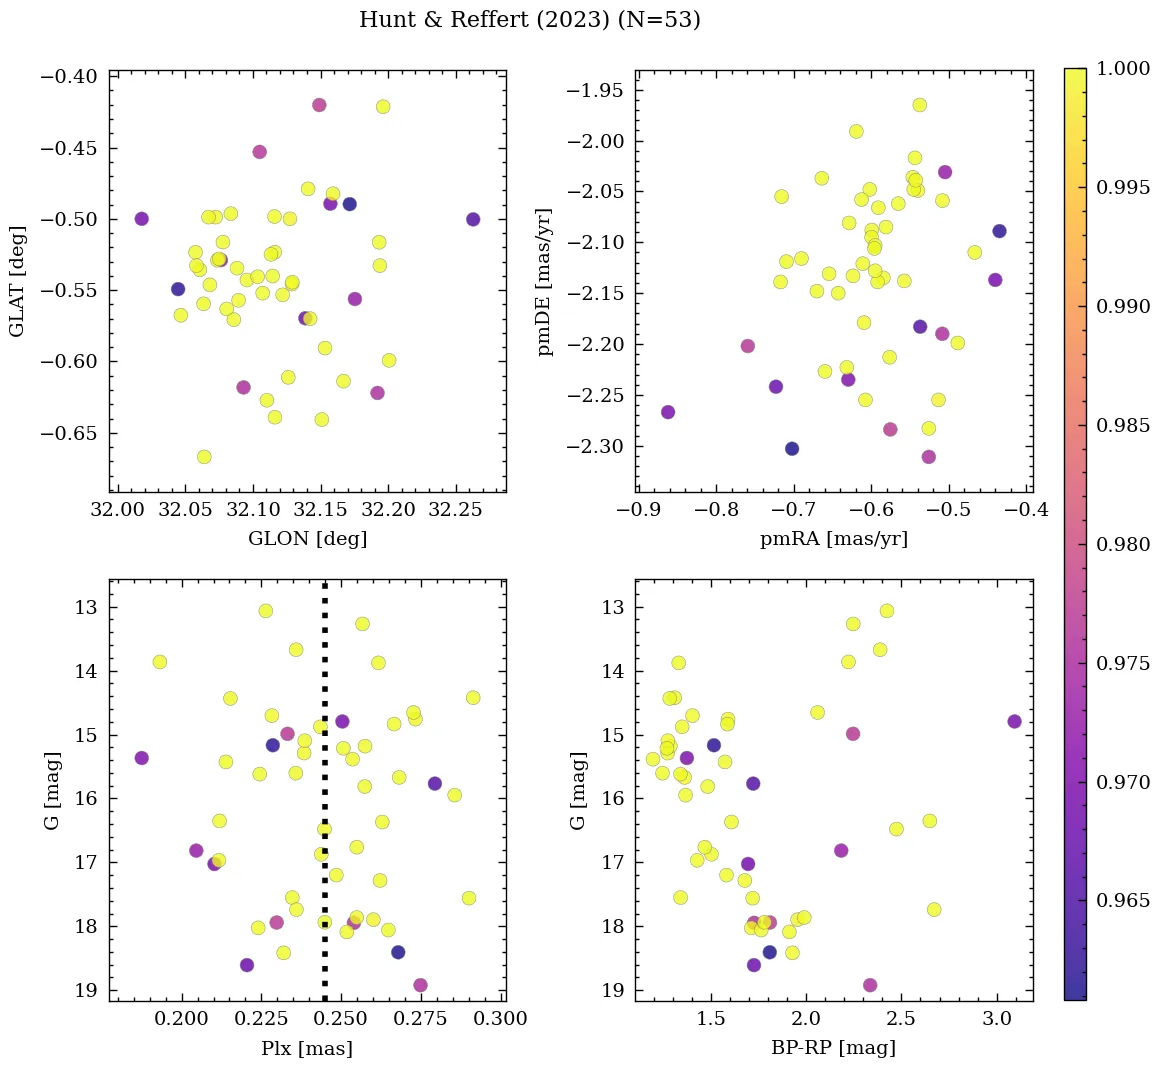 Hunt & Reffert (2023) (N=53)
−0.40
−0.45
−0.50
−0.55
−0.60
−0.65
GLAT [deg]
32.00 32.05 32.10 32.15 32.20 32.25
GLON [deg]
−1.95
−2.00
−2.05
−2.10
−2.15
−2.20
−2.25
−2.30
pmDE [mas/yr]
−0.9 −0.8 −0.7 −0.6 −0.5 −0.4
pmRA [mas/yr]
13
14
15
16
17
18
19
G [mag]
0.200 0.225 0.250 0.275 0.300
Plx [mas]
13
14
15
16
17
18
19
G [mag]
1.5 2.0 2.5 3.0
BP-RP [mag]
1.000
0.995
0.990
0.985
0.980
0.975
0.970
0.965